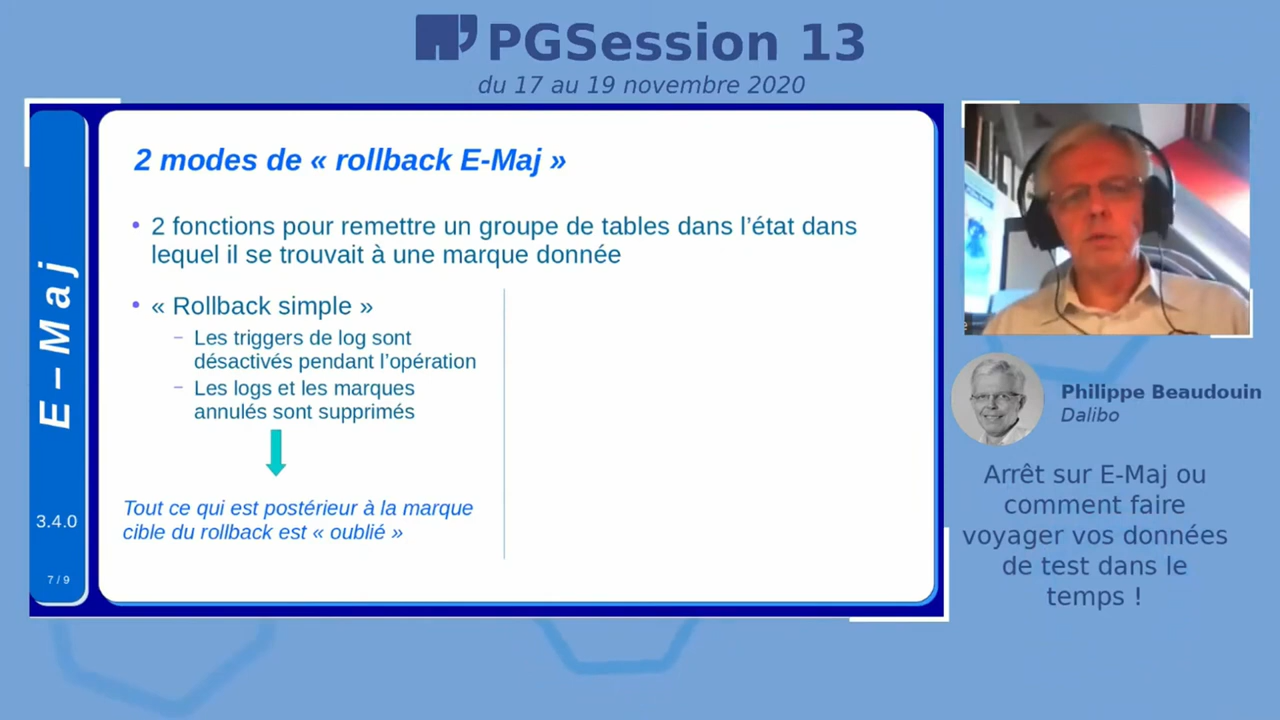 PGSession 13
du 17 au 19 novembre 2020
2 modes de « rollback E-Maj »
• 2 fonctions pour remettre un groupe de tables dans l’état dans
lequel il se trouvait à une marque donnée
• « Rollback simple »
– Les triggers de log sont
désactivés pendant l’opération
– Les logs et les marques
annulés sont supprimés
Tout ce qui est postérieur à la marque
cible du rollback est « oublié »
E – M a j
3.4.0
7 / 9
Philippe Beaudouin
Dalibo
Arrêt sur E-Maj ou
comment faire
voyager vos données
de test dans le
temps !